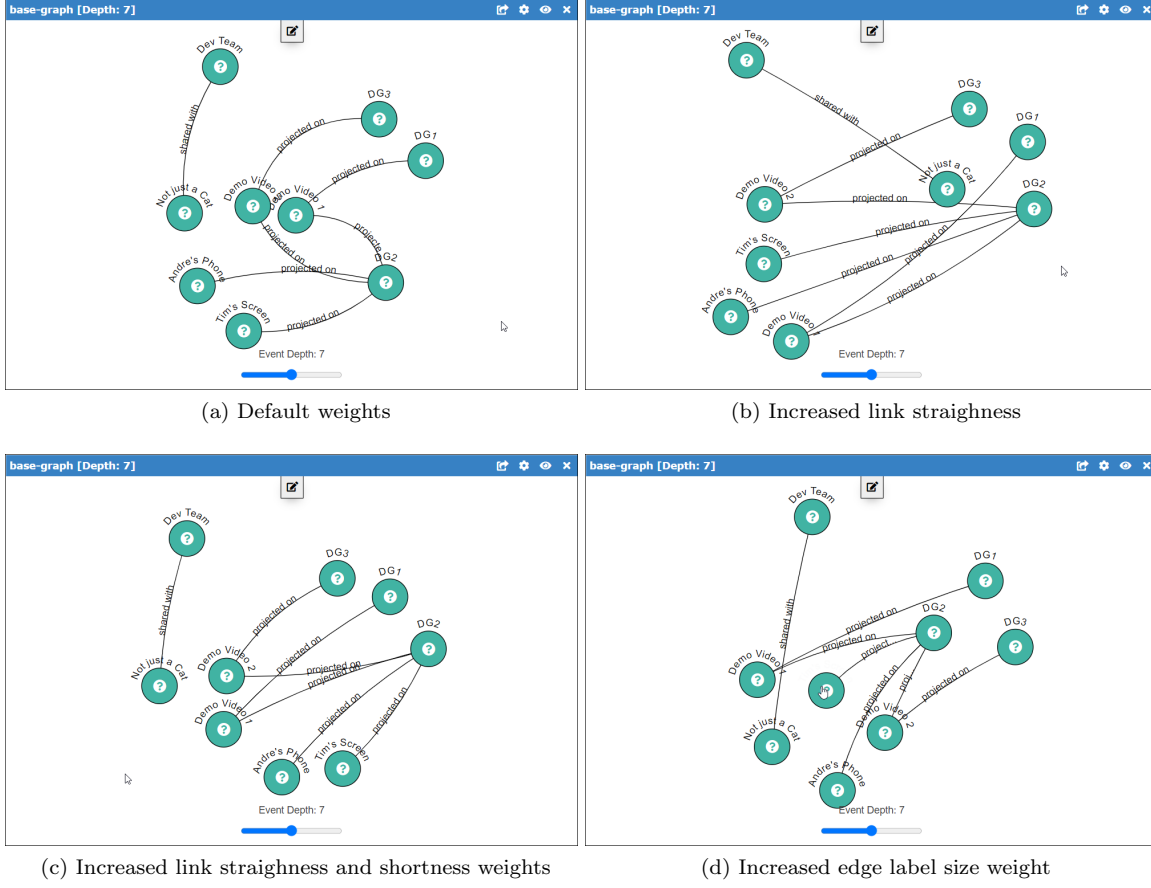 base-graph [Depth: 7]
Dev Team
DG3
DG1
shared with
projected on
projected on
Not just a Cat
Demo Video 2
Demo Video 1
projected on
projecte
DG2
Andre's Phone
projected on
Tim's Screen
projected on
Event Depth: 7
(a) Default weights
base-graph [Depth: 7]
Dev Team
DG3
DG1
shared with
projected on
Not just a Cat
DG2
Demo Video 2
projected on
Tim's Screen
projected on
projected on
Andre's Phone
projected on
projected on
Demo Video 1
Event Depth: 7
(b) Increased link straighness
base-graph [Depth: 7]
Dev Team
DG3
DG1
shared with
projected on
DG2
Not just a Cat
Demo Video 2
projected on
projected on
projected on
Demo Video 1
projected on
projected on
Andre's Phone
Tim's Screen
Event Depth: 7
(c) Increased link straighness and shortness weights
base-graph [Depth: 7]
Dev Team
DG1
DG2
DG3
shared with
projected on
projected on
project...
Demo Video 1
projected on
proj.
projected on
Demo Video 2
Not just a Cat
Andre's Phone
Event Depth: 7
(d) Increased edge label size weight